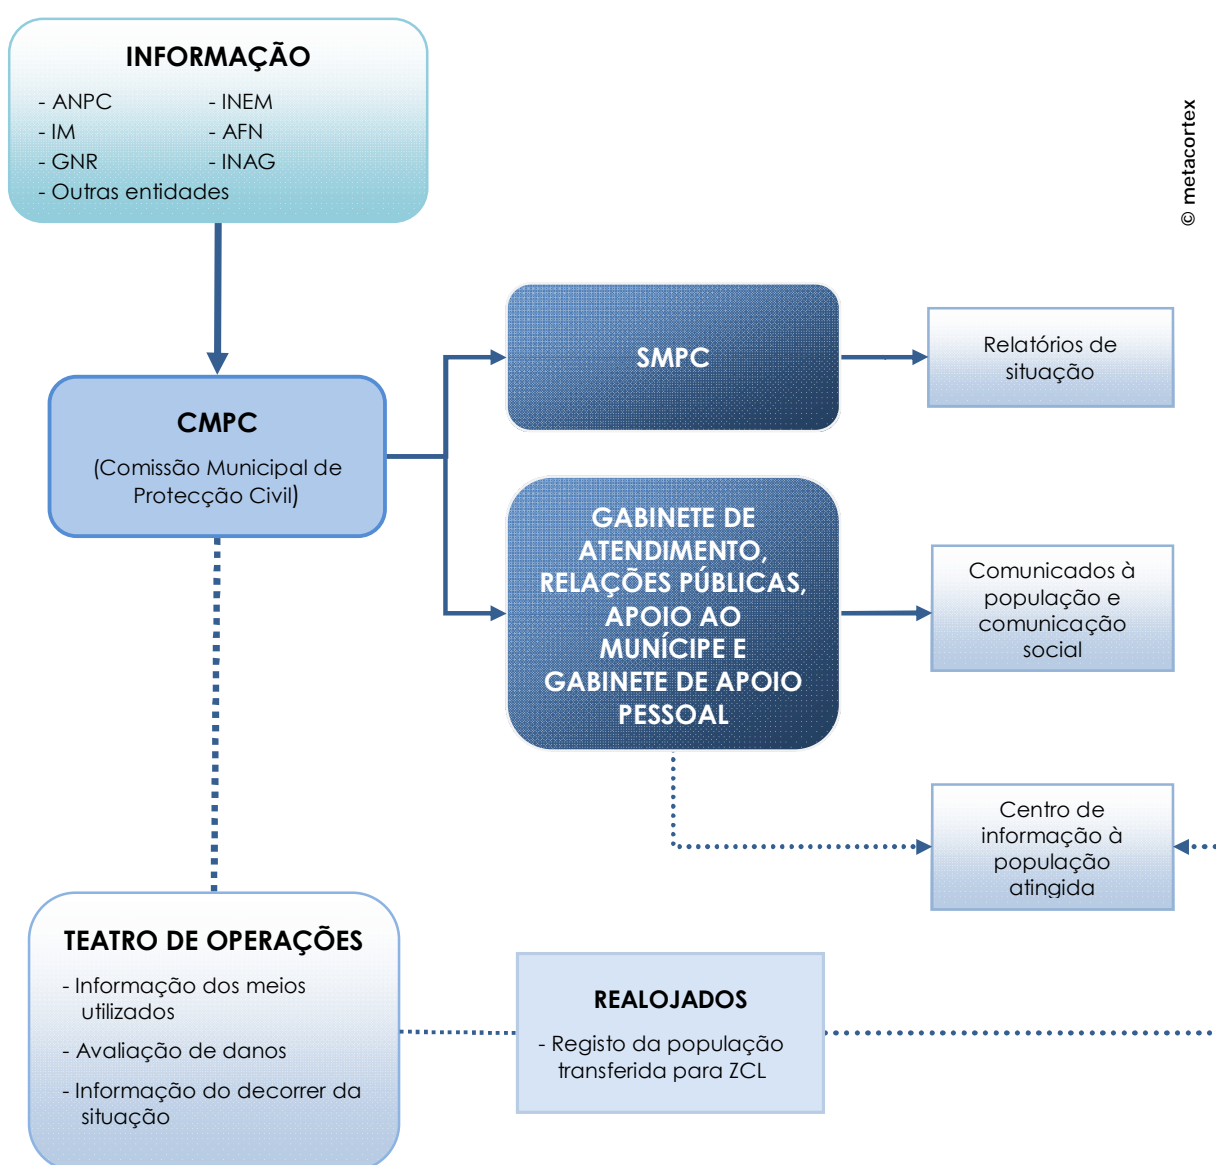 INFORMAÇÃO
- ANPC
- INEM
- IM
- AFN
- GNR
- INAG
- Outras entidades
© metacortex
SMPC
Relatórios de
situação
CMPC
(Comissão Municipal de
Protecção Civil)
GABINETE DE
ATENDIMENTO,
RELAÇÕES PÚBLICAS,
APOIO AO
MUNÍCIPE E
GABINETE DE APOIO
PESSOAL
Comunicados à
população e
comunicação
social
Centro de
informação à
população
atingida
TEATRO DE OPERAÇÕES
- Informação dos meios
utilizados
- Avaliação de danos
- Informação do decorrer da
situação
REALOJADOS
- Registo da população
transferida para ZCL